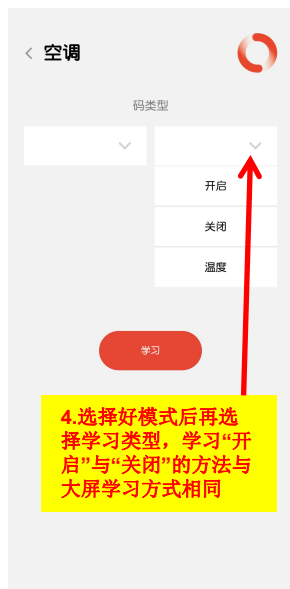 空调
码类型
开启
关闭
温度
学习
4.选择好模式后再选
择学习类型，学习“开
启”与“关闭”的方法与
大屏学习方式相同